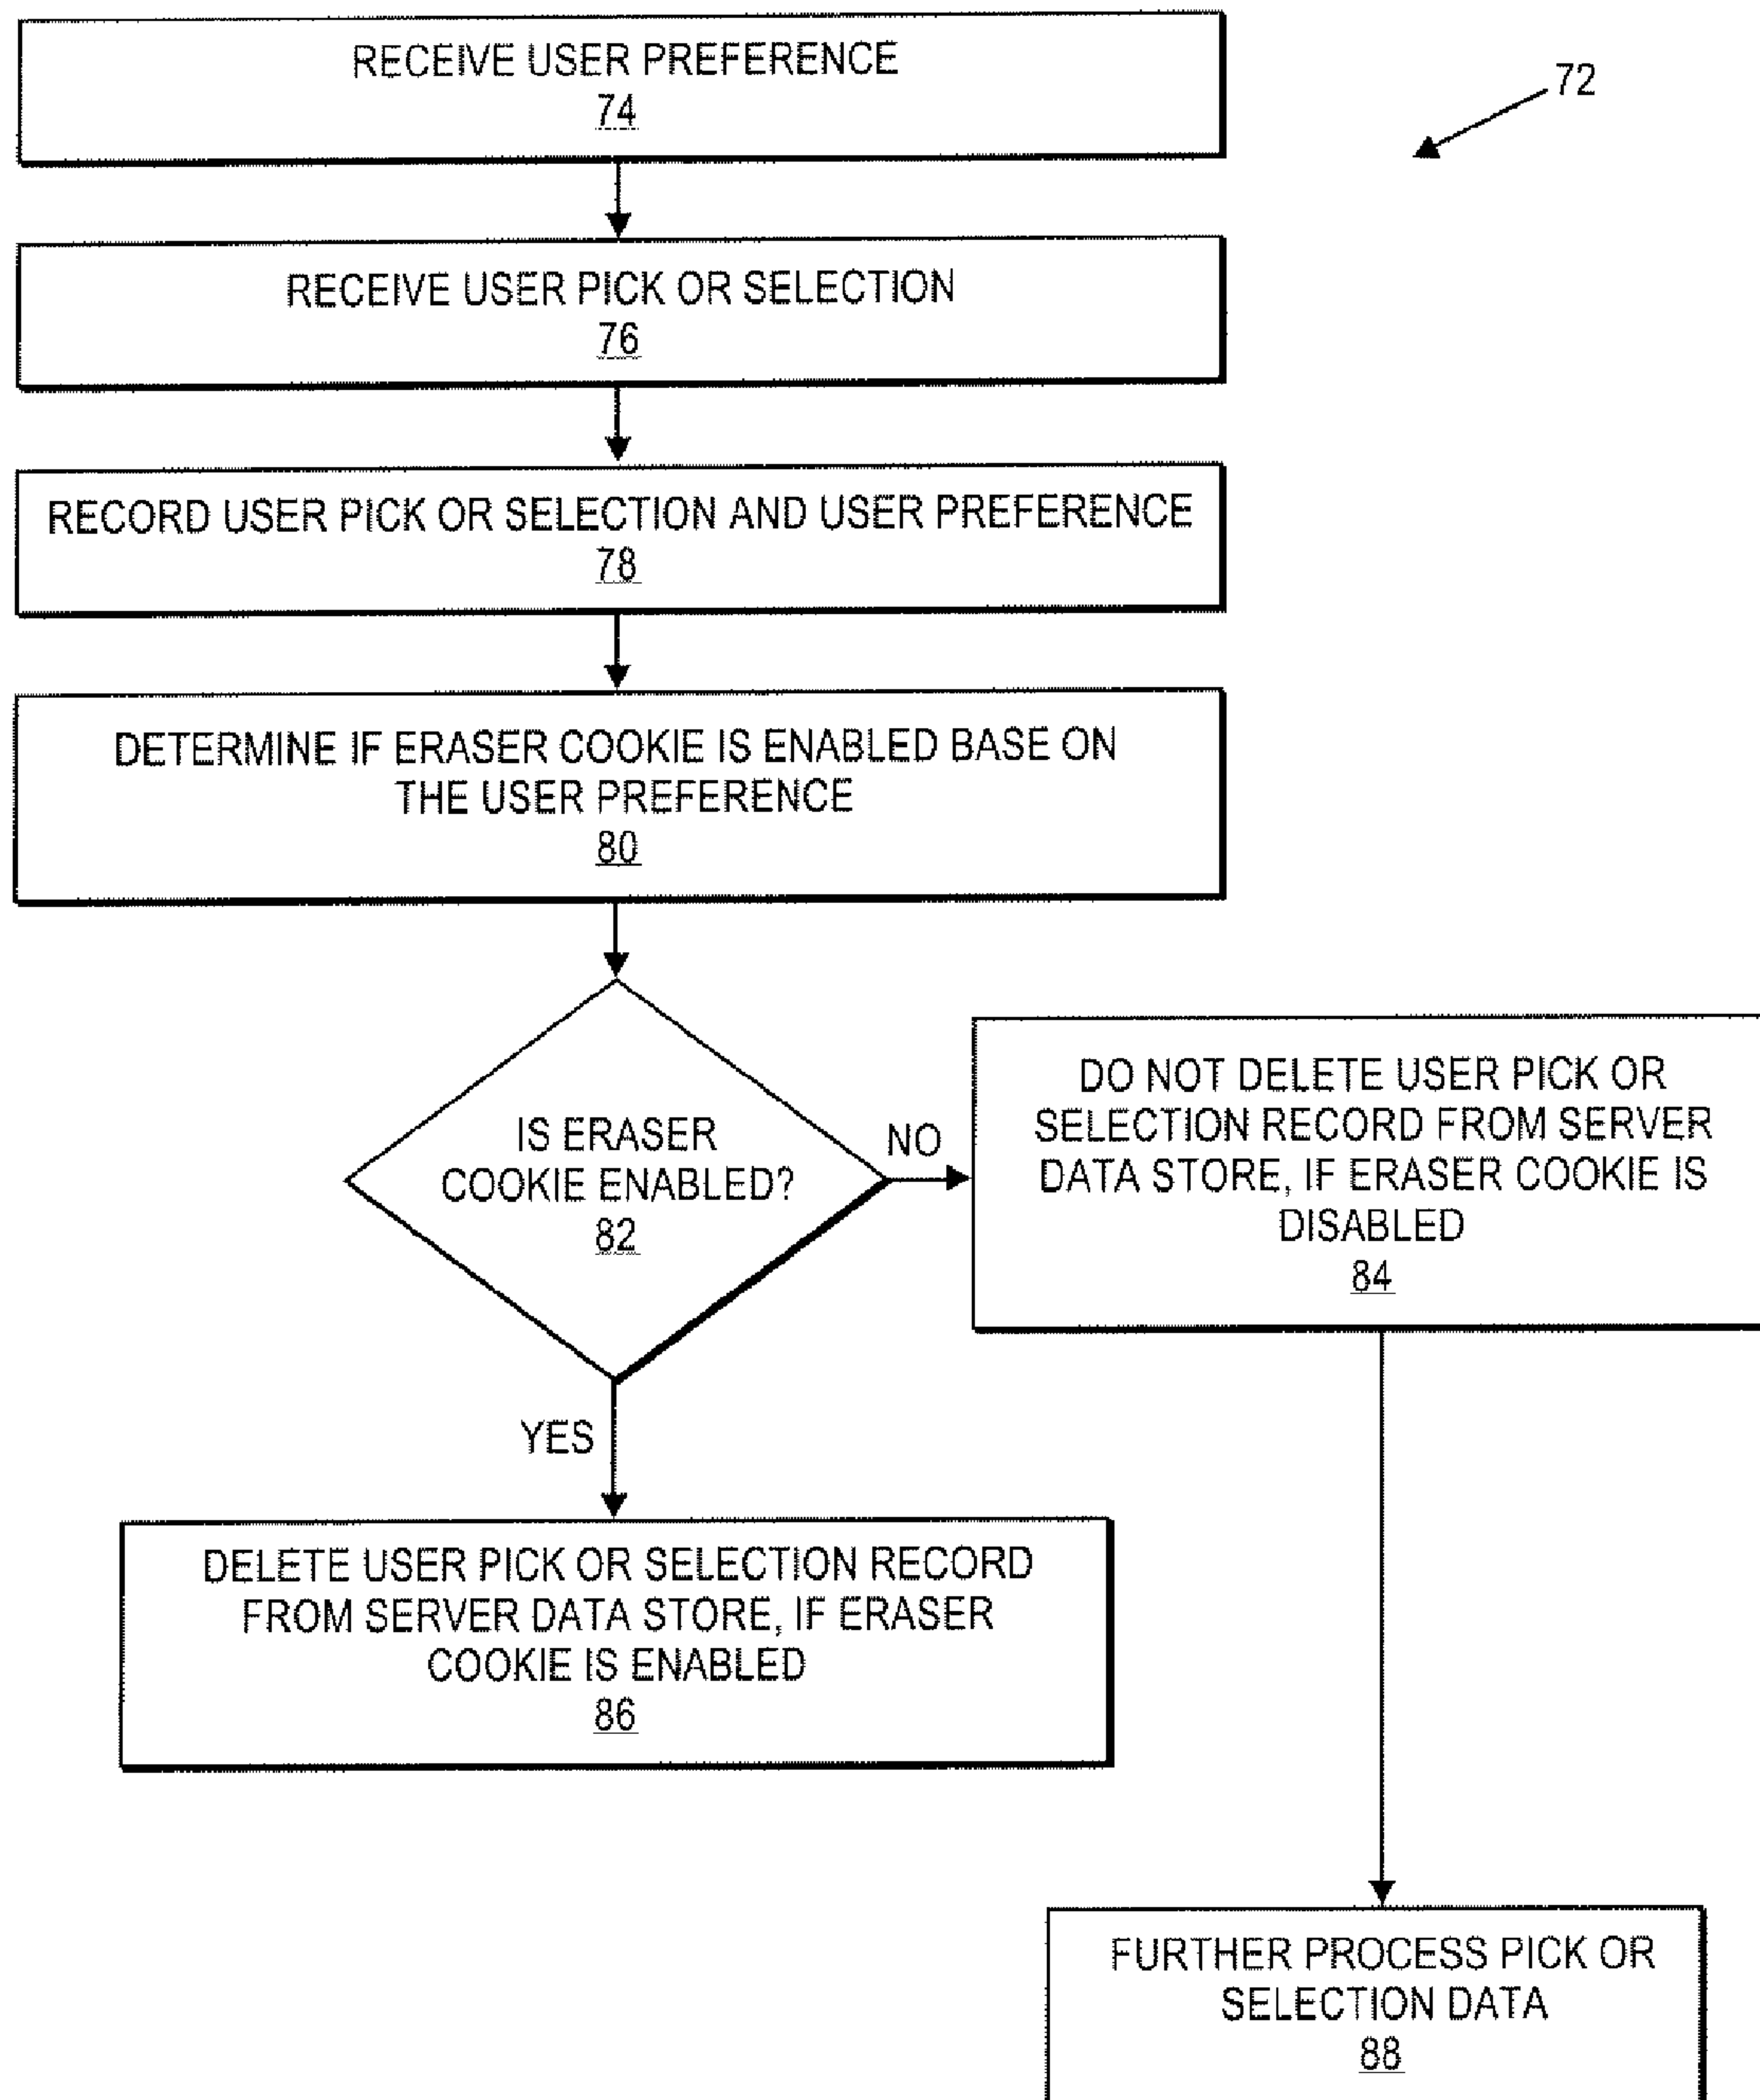 RECEIVE USER PREFERENCE
74
72
RECEIVE USER PICK OR SELECTION
76
RECORD USER PICK OR SELECTION AND USER PREFERENCE
78
DETERMINE IF ERASER COOKIE IS ENABLED BASE ON
THE USER PREFERENCE
80
IS ERASER
COOKIE ENABLED?
82
NO
DO NOT DELETE USER PICK OR
SELECTION RECORD FROM SERVER
DATA STORE, IF ERASER COOKIE IS
DISABLED
84
YES
DELETE USER PICK OR SELECTION RECORD
FROM SERVER DATA STORE, IF ERASER
COOKIE IS ENABLED
86
FURTHER PROCESS PICK OR
SELECTION DATA
88